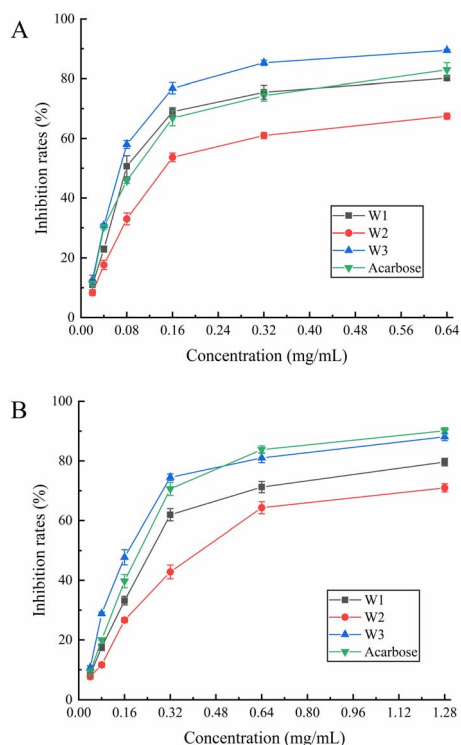 A
100
80
60
40
20
0
Inhibition rates (%)
W1
W2
W3
Acarbose
0.00 0.08 0.16 0.24 0.32 0.40 0.48 0.56 0.64
Concentration (mg/mL)
B
100
80
60
40
20
0
Inhibition rates (%)
W1
W2
W3
Acarbose
0.00 0.16 0.32 0.48 0.64 0.80 0.96 1.12 1.28
Concentration (mg/mL)